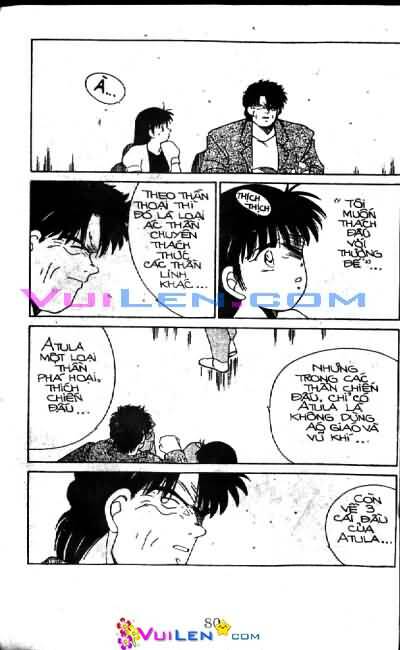 À...
THEO THẦN
THOẠI THÌ
ĐÓ LÀ LOẠI
ÁC THẦN
CHUYÊN
THÁCH
THỨC
CÁC THẦN
LINH
KHÁC...
THÍCH
THÍCH
"TÔI
MUỐN
THÁCH
ĐẤU
VỚI
THƯỢNG
ĐẾ"...
VuiLen.com
ATULA
MỘT LOẠI
THẦN
PHÁ HOẠI,
THÍCH
CHIẾN
ĐẤU...
NHƯNG
TRONG CÁC
THẦN CHIẾN
ĐẤU, CHỈ CÓ
ATULA LÀ
KHÔNG DÙNG
ÁO GIÁP VÀ
VŨ KHÍ...
CÒN
VỀ 3
CÁI ĐẦU
CỦA
ATULA...
80
VuiLen.com